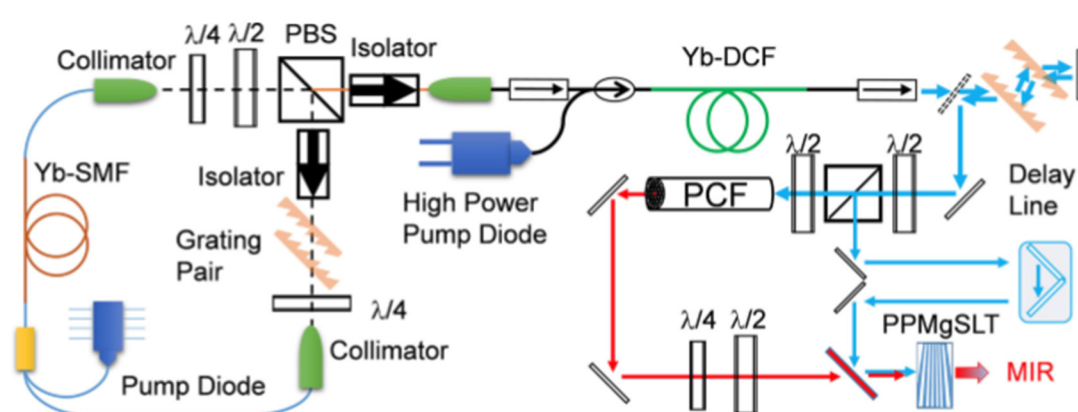 λ/4
λ/2
PBS
Collimator
Isolator
Yb-DCF
Yb-SMF
Isolator
High Power
Pump Diode
λ/2
λ/2
PCF
Delay
Line
Grating
Pair
λ/4
Collimator
Pump Diode
λ/4
λ/2
PPMgSLT
MIR